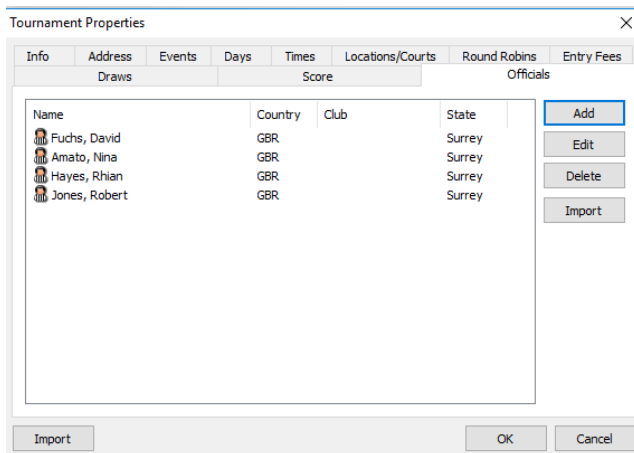 Tournament Properties
Info Address Events Days Times Locations/Courts Round Robins Entry Fees
Draws Score Officials
Name Country Club State
Fuchs, David GBR Surrey
Amato, Nina GBR Surrey
Hayes, Rhian GBR Surrey
Jones, Robert GBR Surrey
Add
Edit
Delete
Import
Import OK Cancel